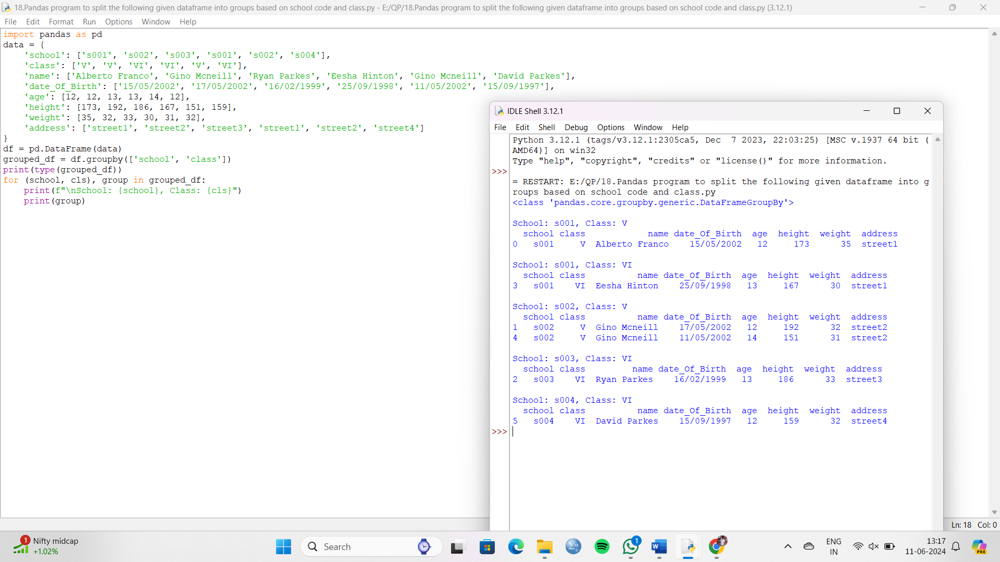 18.Pandas program to split the following given dataframe into groups based on school code and class.py - E:/QP/18.Pandas program to split the following given dataframe into groups based on school code and class.py (3.12.1)
File Edit Format Run Options Window Help
import pandas as pd
data = {
    'school': ['s001', 's002', 's003', 's001', 's002', 's004'],
    'class': ['V', 'V', 'VI', 'VI', 'V', 'VI'],
    'name': ['Alberto Franco', 'Gino Mcneill', 'Ryan Parkes', 'Eesha Hinton', 'Gino Mcneill', 'David Parkes'],
    'date_Of_Birth': ['15/05/2002', '17/05/2002', '16/02/1999', '25/09/1998', '11/05/2002', '15/09/1997'],
    'age': [12, 12, 13, 13, 14, 12],
    'height': [173, 192, 186, 167, 151, 159],
    'weight': [35, 32, 33, 30, 31, 32],
    'address': ['street1', 'street2', 'street3', 'street1', 'street2', 'street4']
}
df = pd.DataFrame(data)
grouped_df = df.groupby(['school', 'class'])
print(type(grouped_df))
for (school, cls), group in grouped_df:
    print(f"\nSchool: {school}, Class: {cls}")
    print(group)
IDLE Shell 3.12.1
File Edit Shell Debug Options Window Help
Python 3.12.1 (tags/v3.12.1:2305ca5, Dec  7 2023, 22:03:25) [MSC v.1937 64 bit (
AMD64)] on win32
Type "help", "copyright", "credits" or "license()" for more information.
>>>
= RESTART: E:/QP/18.Pandas program to split the following given dataframe into g
roups based on school code and class.py
<class 'pandas.core.groupby.generic.DataFrameGroupBy'>
School: s001, Class: V
  school class            name date_Of_Birth  age  height  weight  address
0   s001     V  Alberto Franco    15/05/2002   12     173      35  street1
School: s001, Class: VI
  school class          name date_Of_Birth  age  height  weight  address
3   s001    VI  Eesha Hinton    25/09/1998   13     167      30  street1
School: s002, Class: V
  school class          name date_Of_Birth  age  height  weight  address
1   s002     V  Gino Mcneill    17/05/2002   12     192      32  street2
4   s002     V  Gino Mcneill    11/05/2002   14     151      31  street2
School: s003, Class: VI
  school class         name date_Of_Birth  age  height  weight  address
2   s003    VI  Ryan Parkes    16/02/1999   13     186      33  street3
School: s004, Class: VI
  school class          name date_Of_Birth  age  height  weight  address
5   s004    VI  David Parkes    15/09/1997   12     159      32  street4
>>>
Ln: 18 Col: 0
1
Nifty midcap
+1.02%
Search
1
ENG
IN
13:17
11-06-2024
PRE